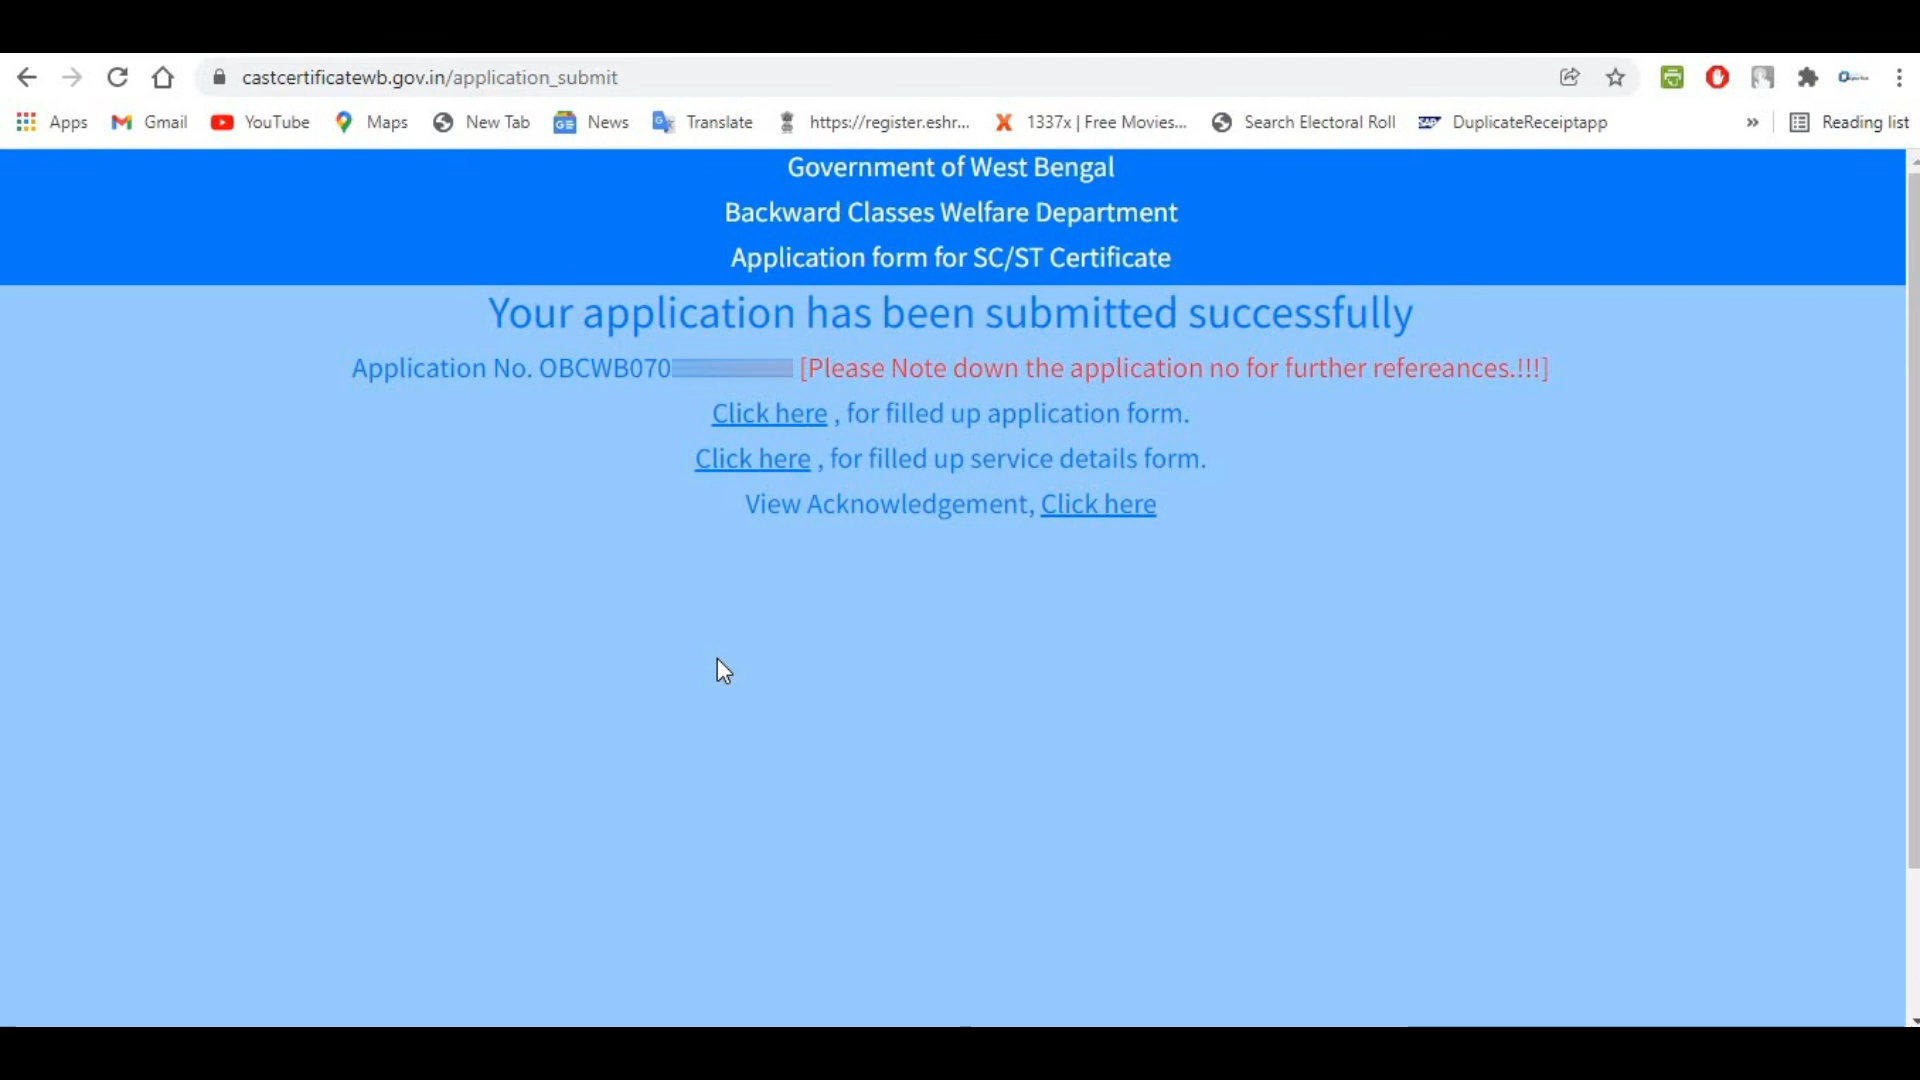 castcertificatewb.gov.in/application_submit
Apps Gmail YouTube Maps New Tab News Translate https://register.eshr... 1337x | Free Movies... Search Electoral Roll DuplicateReceiptapp » Reading list
Government of West Bengal
Backward Classes Welfare Department
Application form for SC/ST Certificate
Your application has been submitted successfully
Application No. OBCWB070 [Please Note down the application no for further refereances.!!!]
Click here , for filled up application form.
Click here , for filled up service details form.
View Acknowledgement, Click here